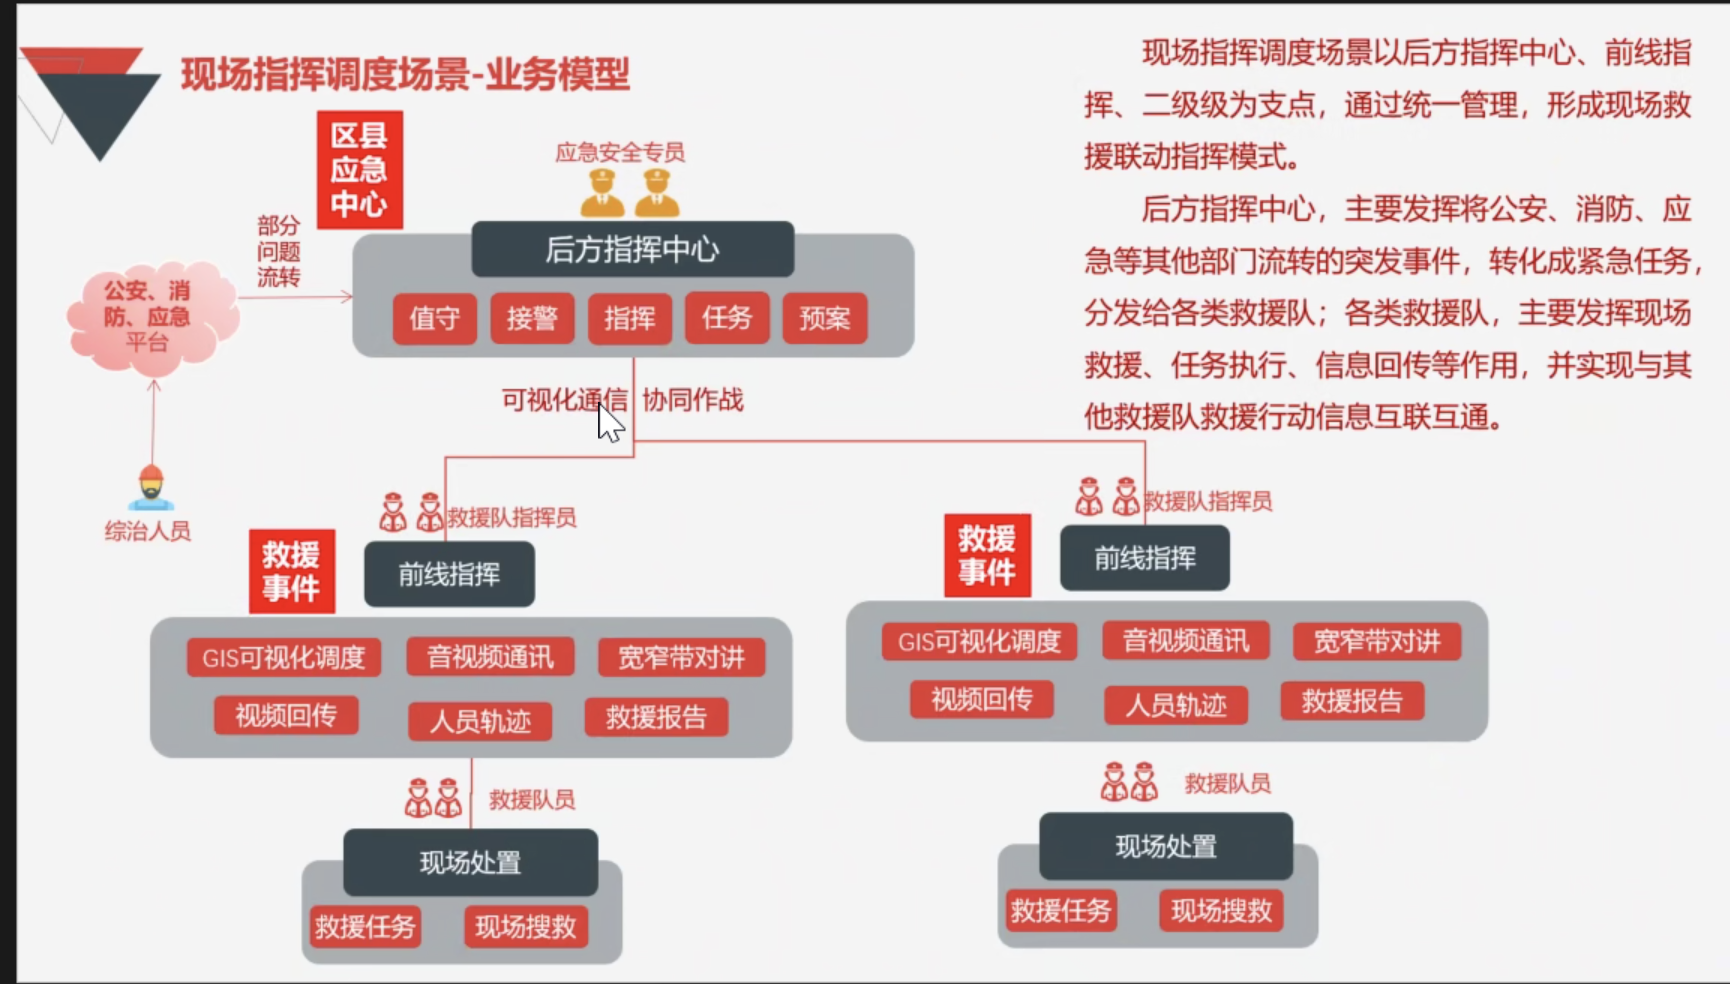 现场指挥调度场景-业务模型
区县
应急
中心
应急安全专员
后方指挥中心
值守
接警
指挥
任务
预案
部分
问题
流转
公安、消
防、应急
平台
综治人员
可视化通信
协同作战
现场指挥调度场景以后方指挥中心、前线指
挥、二级级为支点，通过统一管理，形成现场救
援联动指挥模式。
后方指挥中心，主要发挥将公安、消防、应
急等其他部门流转的突发事件，转化成紧急任务，
分发给各类救援队；各类救援队，主要发挥现场
救援、任务执行、信息回传等作用，并实现与其
他救援队救援行动信息互联互通。
救援队指挥员
救援
事件
前线指挥
GIS可视化调度
音视频通讯
宽窄带对讲
视频回传
人员轨迹
救援报告
救援队员
现场处置
救援任务
现场搜救
救援队指挥员
救援
事件
前线指挥
GIS可视化调度
音视频通讯
宽窄带对讲
视频回传
人员轨迹
救援报告
救援队员
现场处置
救援任务
现场搜救